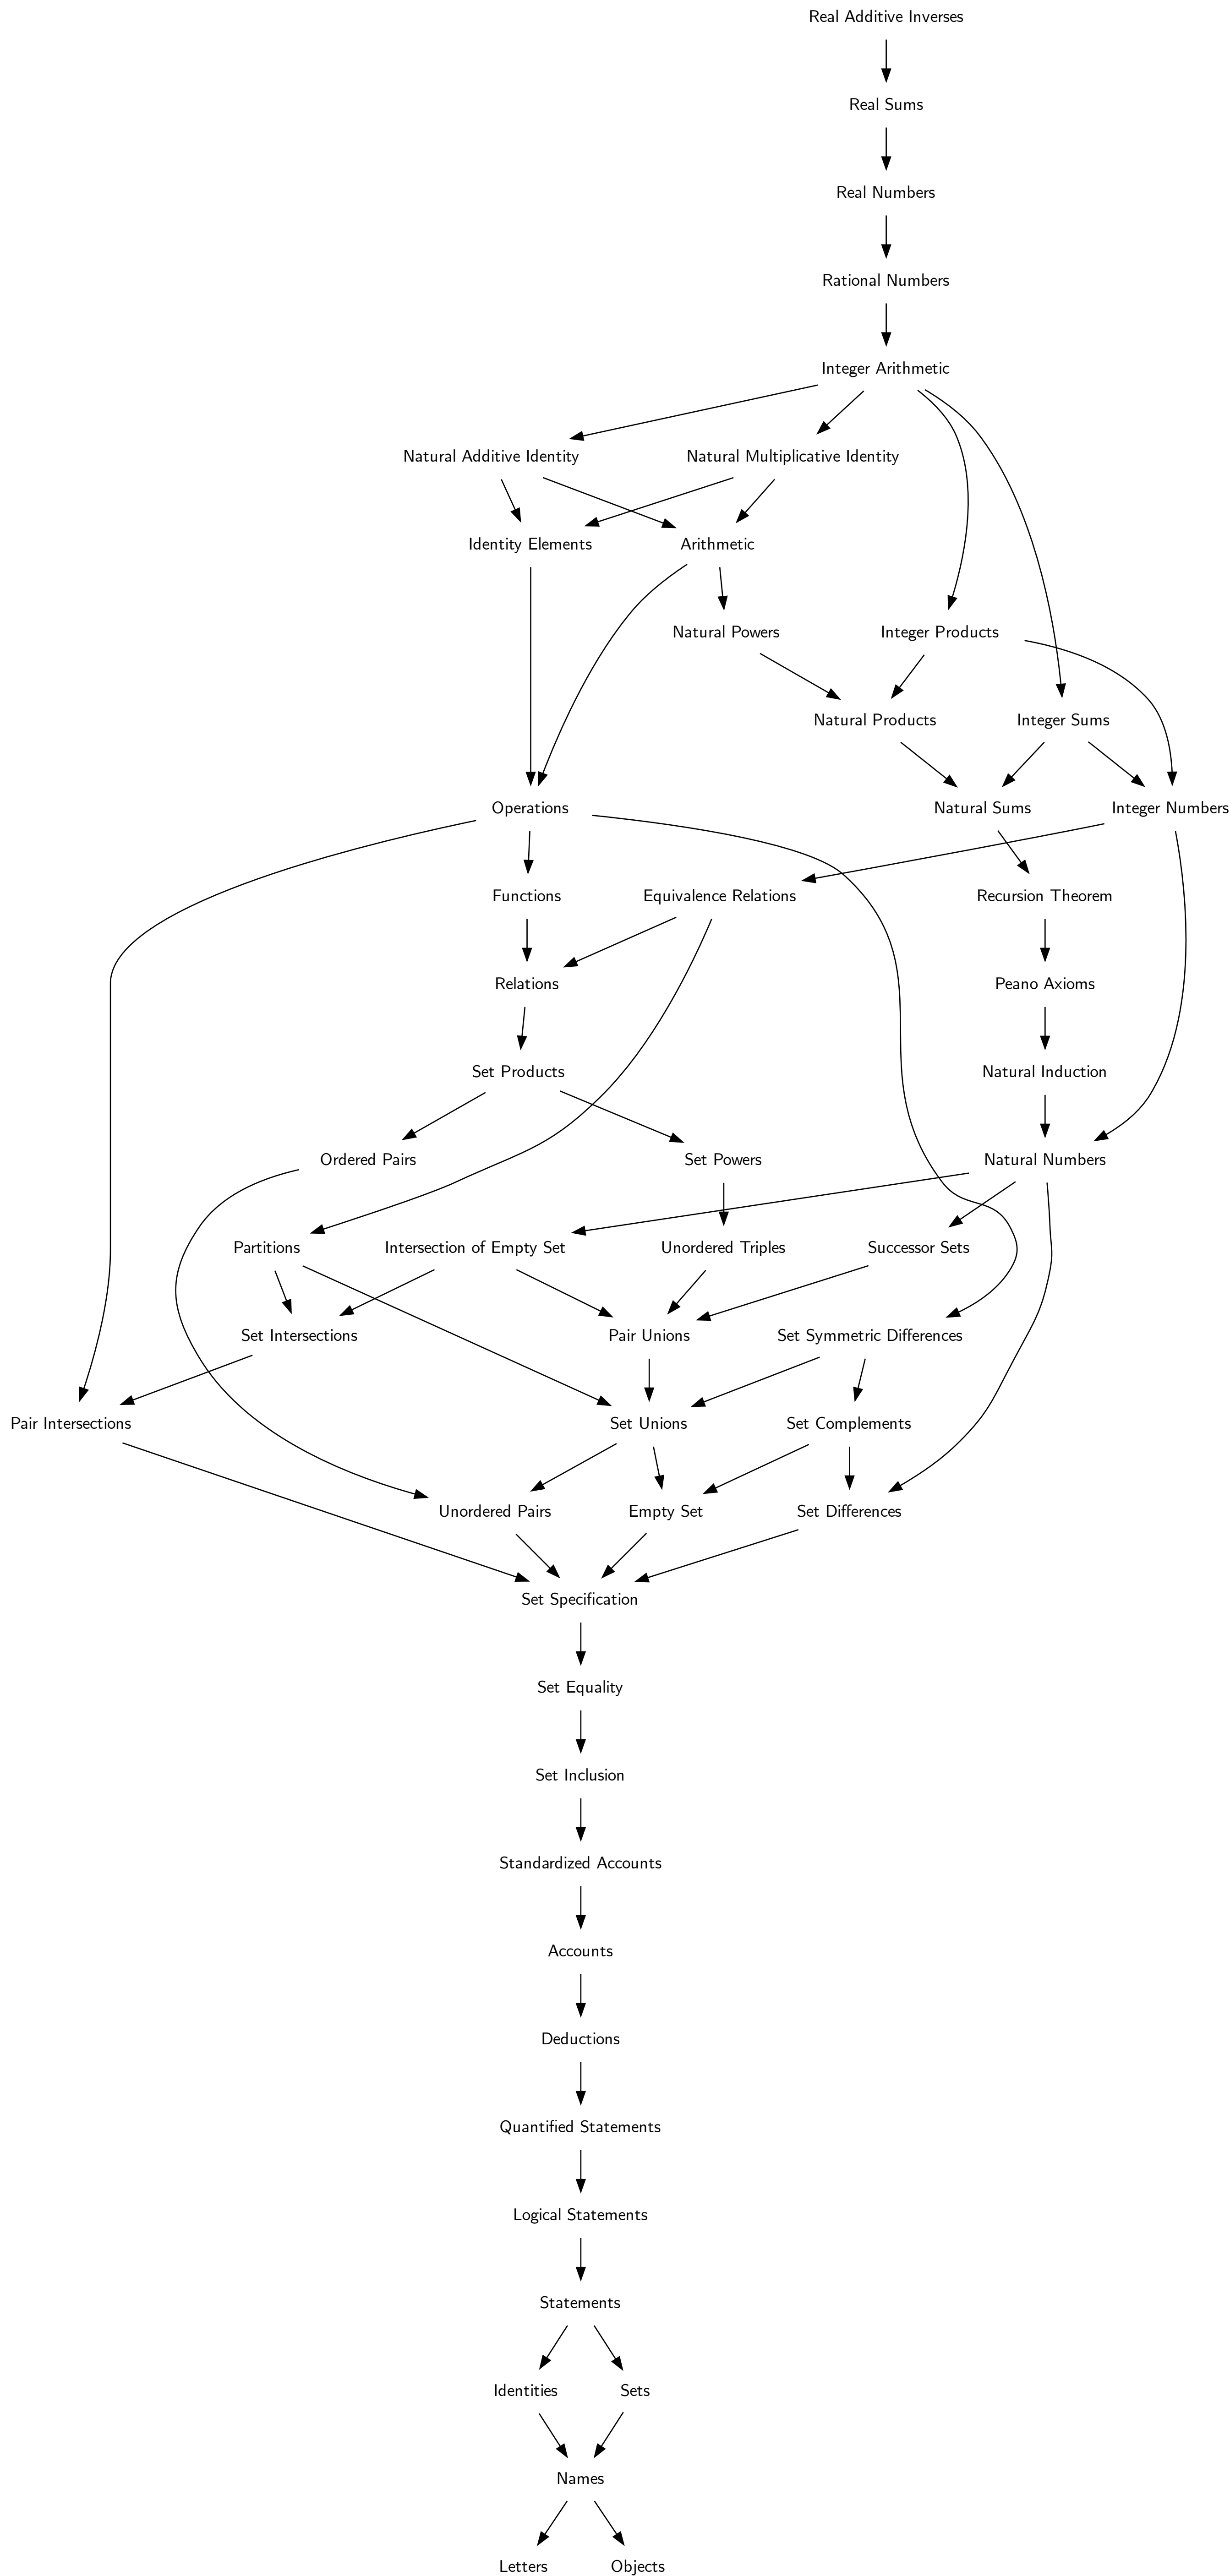 Real Additive Inverses
Real Sums
Real Numbers
Rational Numbers
Integer Arithmetic
Natural Additive Identity
Natural Multiplicative Identity
Identity Elements
Arithmetic
Natural Powers
Integer Products
Natural Products
Integer Sums
Operations
Natural Sums
Integer Numbers
Functions
Equivalence Relations
Recursion Theorem
Relations
Peano Axioms
Set Products
Natural Induction
Ordered Pairs
Set Powers
Natural Numbers
Partitions
Intersection of Empty Set
Unordered Triples
Successor Sets
Set Intersections
Pair Unions
Set Symmetric Differences
Pair Intersections
Set Unions
Set Complements
Unordered Pairs
Empty Set
Set Differences
Set Specification
Set Equality
Set Inclusion
Standardized Accounts
Accounts
Deductions
Quantified Statements
Logical Statements
Statements
Identities
Sets
Names
Letters
Objects